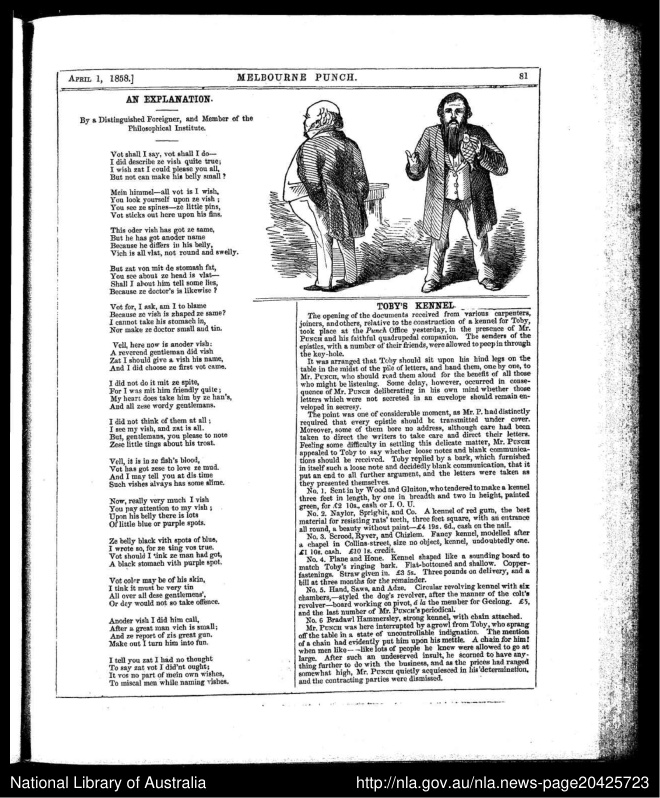 APRIL 1, 1858.]
MELBOURNE PUNCH.
81
AN EXPLANATION.
By a Distinguished Foreigner, and Member of the
Philosophical Institute.
Vot shall I say, vot shall I do—
I did describe ze vish quite true;
I wish zat I could please you all,
But not can make his belly small?
Mein himmel—all vot is I wish,
You look yourself upon ze vish;
You see ze spines—ze little pins,
Vot sticks out here upon his fins.
This oder vish has got ze same,
But he has got anoder name
Because he differs in his belly,
Vich is all vlat, not round and swelly.
But zat von mit de stomash fat,
You see about ze head is vlat—
Shall I about him tell some lies,
Because ze doctor's is likewise?
Vot for, I ask, am I to blame
Because ze vish is zhaped ze same?
I cannot take his stomach in,
Nor make ze doctor small and tin.
Vell, here now is anoder vish:
A reverend gentleman did vish
Zat I should give a vish his name,
And I did choose ze first vot came.
I did not do it mit ze spite,
For I was mit him friendly quite;
My heart does take him by ze han's,
And all zese wordy gentlemans.
I did not think of them at all;
I see my vish, and zat is all.
But, gentlemans, you please to note
Zese little tings about his troat.
Vell, it is in ze fish's blood,
Vot has got zese to love ze mud.
And I may tell you at dis time
Such vishes always has some slime.
Now, really very much I vish
You pay attention to my vish;
Upon his belly there is lots
Of little blue or purple spots.
Ze belly black vith spots of blue,
I wrote so, for ze ting vos true.
Vot should I tink ze man had got,
A black stomach vith purple spot.
Vot color may be of his skin,
I tink it must be very tin
All over all dese gentlemens',
Or dey would not so take offence.
Anoder vish I did him call,
After a great man vich is small;
And ze report of zis great gun,
Make out I turn him into fun.
I tell you zat I had no thought
To say zat vot I did'nt ought;
It vos no part of mein own wishes,
To miscal men while naming vishes.
TOBY'S KENNEL.
The opening of the documents received from various carpenters,
joiners, and others, relative to the construction of a kennel for Toby,
took place at the Punch Office yesterday, in the presence of Mr.
PUNCH and his faithful quadrupedal companion. The senders of the
epistles, with a number of their friends, were allowed to peep in through
the key-hole.
It was arranged that Toby should sit upon his hind legs on the
table in the midst of the pile of letters, and hand them, one by one, to
Mr. PUNCH, who should read them aloud for the benefit of all those
who might be listening. Some delay, however, occurred in conse-
quence of Mr. PUNCH deliberating in his own mind whether those
letters which were not secreted in an envelope should remain en-
veloped in secresy.
The point was one of considerable moment, as Mr. P. had distinctly
required that every epistle should be transmitted under cover.
Moreover, some of them bore no address, although care had been
taken to direct the writers to take care and direct their letters.
Feeling some difficulty in settling this delicate matter, Mr. PUNCH
appealed to Toby to say whether loose notes and blank communica-
tions should be received. Toby replied by a bark, which furnished
in itself such a loose note and decidedly blank communication, that it
put an end to all further argument, and the letters were taken as
they presented themselves.
No. 1. Sent in by Wood and Gluiton, who tendered to make a kennel
three feet in length, by one in breadth and two in height, painted
green, for £2 10s., cash or I. O. U.
No. 2. Naylor, Sprighit, and Co. A kennel of red gum, the best
material for resisting rats' teeth, three feet square, with an entrance
all round, a beauty without paint—£4 19s. 6d., cash on the nail.
No. 3. Scrood, Ryver, and Chizlem. Fancy kennel, modelled after
a chapel in Collins-street, size no object, kennel, undoubtedly one.
£1 10s. cash. £10 1s. credit.
No. 4. Plane and Hone. Kennel shaped like a sounding board to
match Toby's ringing bark. Flat-bottomed and shallow. Copper-
fastenings. Straw given in. £3 5s. Three pounds on delivery, and a
bill at three months for the remainder.
No. 5. Hand, Sawe, and Adze. Circular revolving kennel with six
chambers,—styled the dog's revolver, after the manner of the colt's
revolver—board working on pivot, à la the member for Geelong. £5,
and the last number of Mr. PUNCH's periodical.
No. 6 Bradawl Hammersley, strong kennel, with chain attached.
Mr. PUNCH was here interrupted by a growl from Toby, who sprang
off the table in a state of uncontrollable indignation. The mention
of a chain had evidently put him upon his mettle. A chain for him!
when men like— —like lots of people he knew were allowed to go at
large. After such an undeserved insult, he scorned to have any-
thing further to do with the business, and as the prices had ranged
somewhat high, Mr. PUNCH quietly acquiesced in his determination,
and the contracting parties were dismissed.
National Library of Australia
http://nla.gov.au/nla.news-page20425723